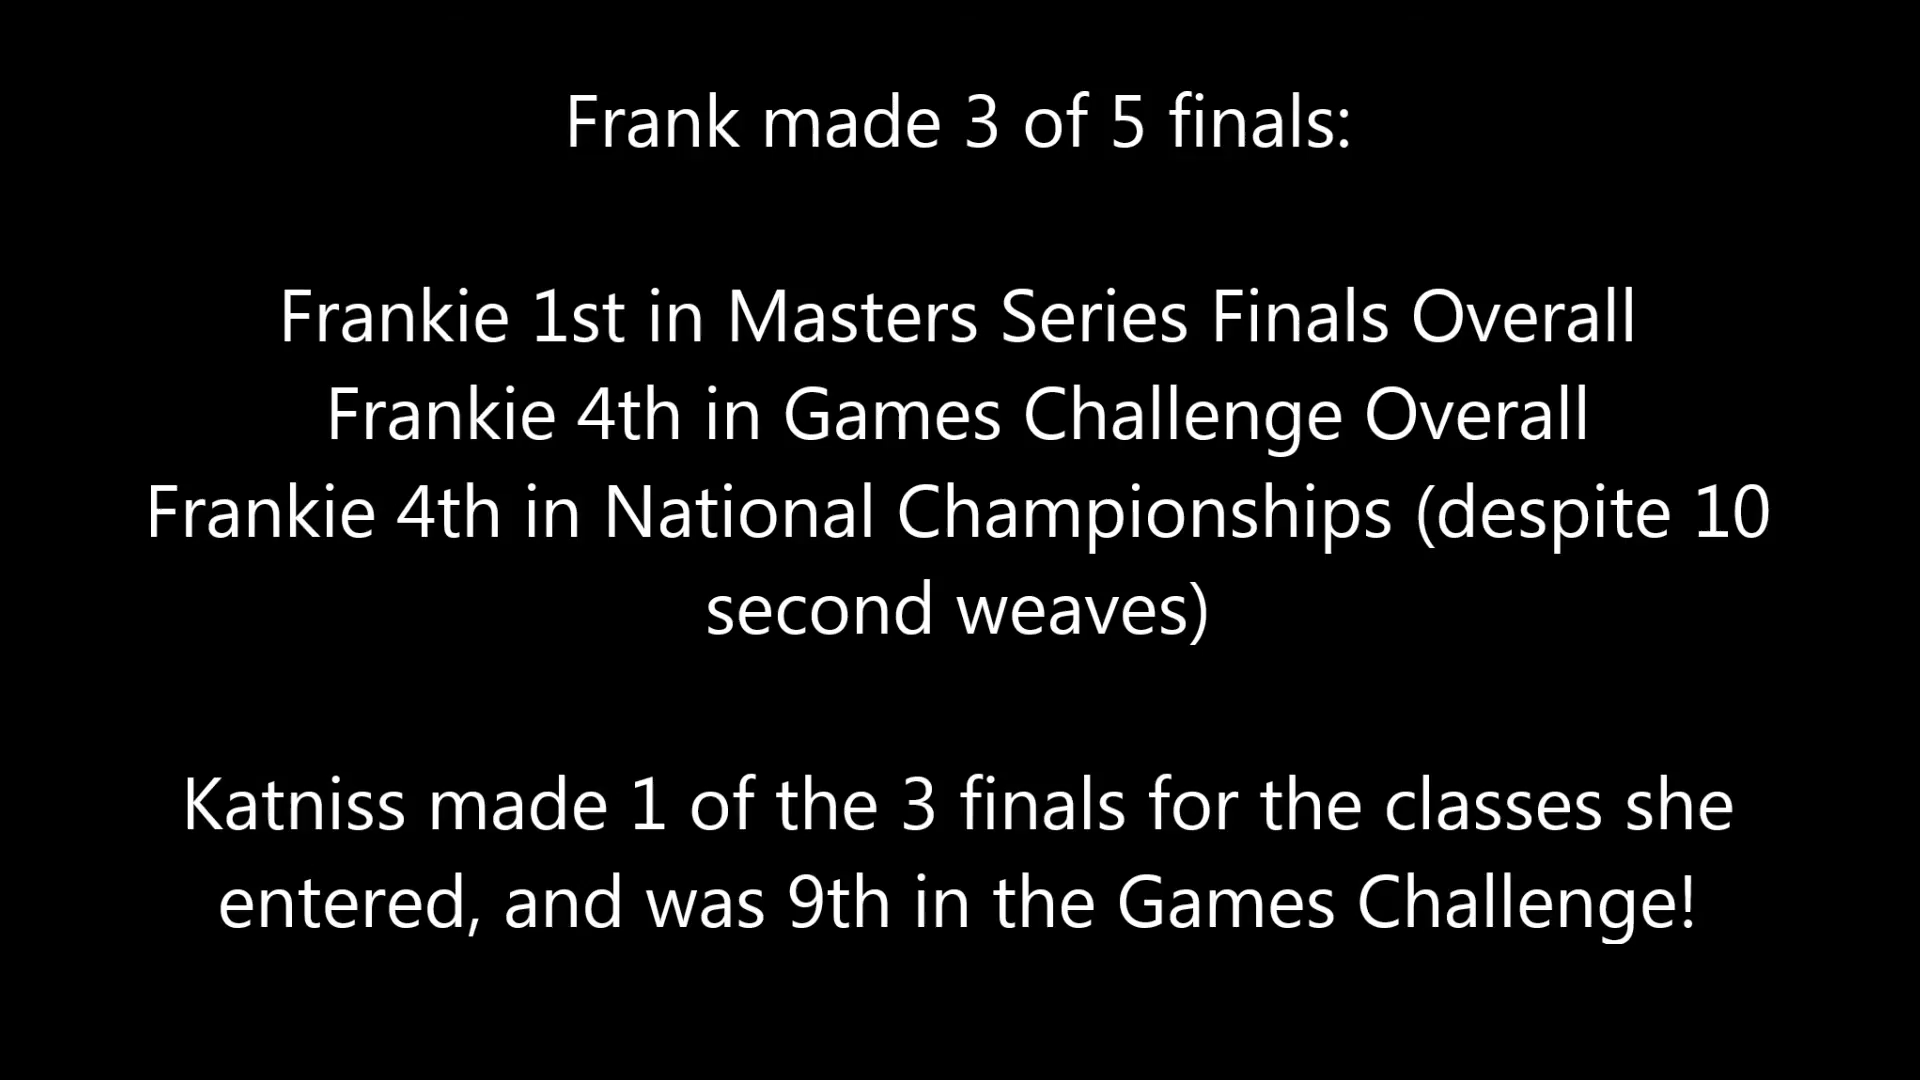 Frank made 3 of 5 finals:
Frankie 1st in Masters Series Finals Overall
Frankie 4th in Games Challenge Overall
Frankie 4th in National Championships (despite 10
second weaves)
Katniss made 1 of the 3 finals for the classes she
entered, and was 9th in the Games Challenge!